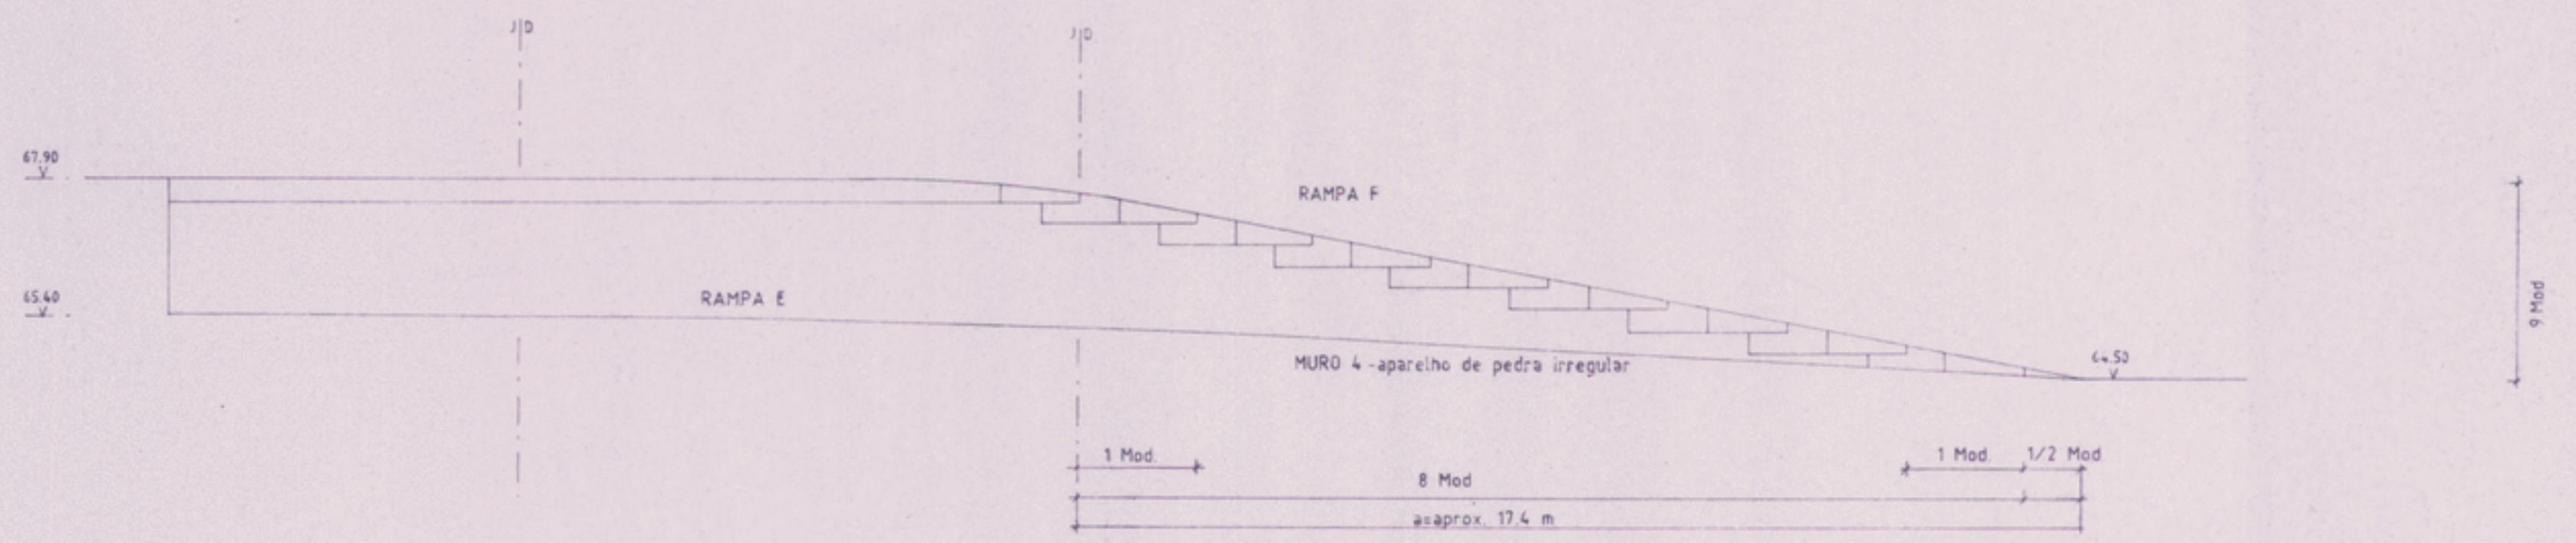 J D
J D
67.90
RAMPA F
65.40
RAMPA E
MURO 4 -aparelho de pedra irregular
64.50
9 Mod
1 Mod.
1 Mod.
1/2 Mod
8 Mod
a=aprox. 17.4 m